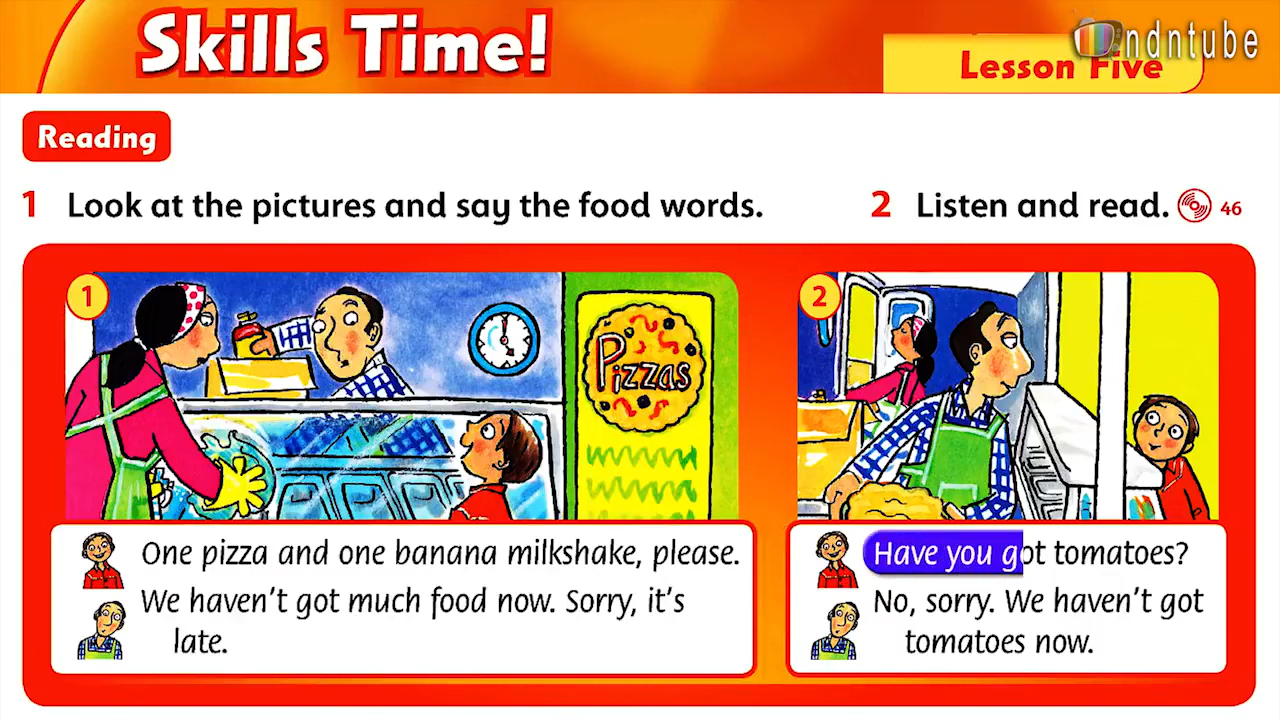 Skills Time!
ndntube
Lesson Five
Reading
1 Look at the pictures and say the food words.
2 Listen and read. 46
1
Pizzas
2
One pizza and one banana milkshake, please.
We haven't got much food now. Sorry, it's
late.
Have you got tomatoes?
No, sorry. We haven't got
tomatoes now.